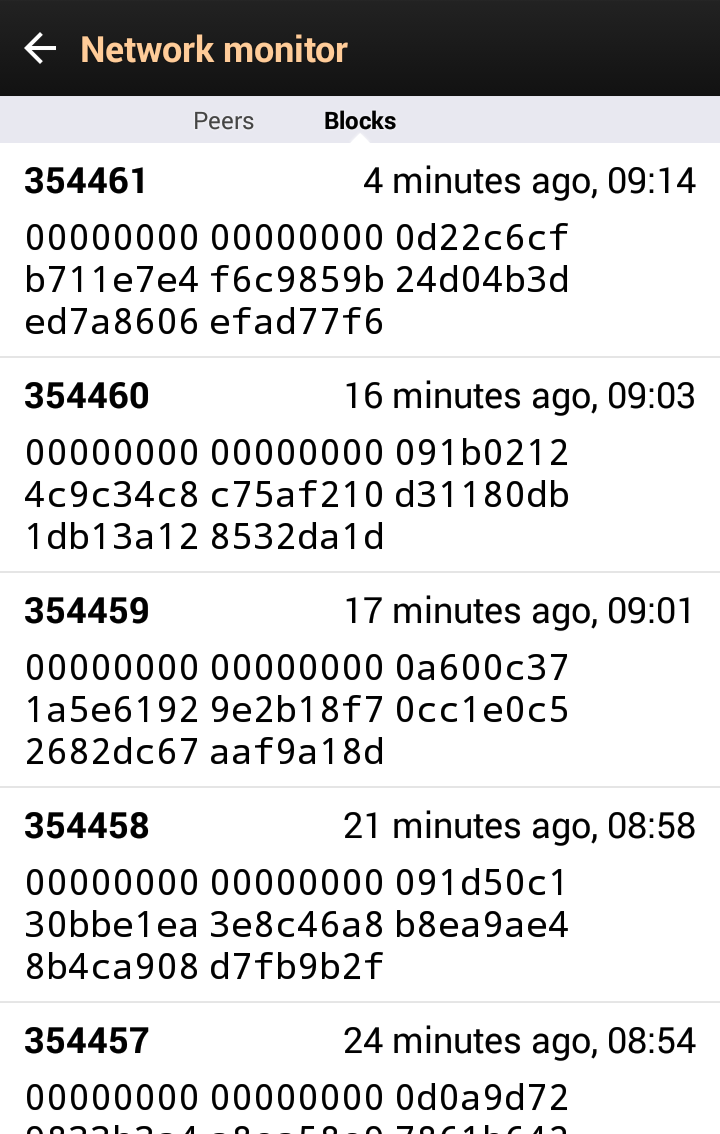 Network monitor
Peers Blocks
354461 4 minutes ago, 09:14
00000000 00000000 0d22c6cf
b711e7e4 f6c9859b 24d04b3d
ed7a8606 efad77f6
354460 16 minutes ago, 09:03
00000000 00000000 091b0212
4c9c34c8 c75af210 d31180db
1db13a12 8532da1d
354459 17 minutes ago, 09:01
00000000 00000000 0a600c37
1a5e6192 9e2b18f7 0cc1e0c5
2682dc67 aaf9a18d
354458 21 minutes ago, 08:58
00000000 00000000 091d50c1
30bbe1ea 3e8c46a8 b8ea9ae4
8b4ca908 d7fb9b2f
354457 24 minutes ago, 08:54
00000000 00000000 0d0a9d72